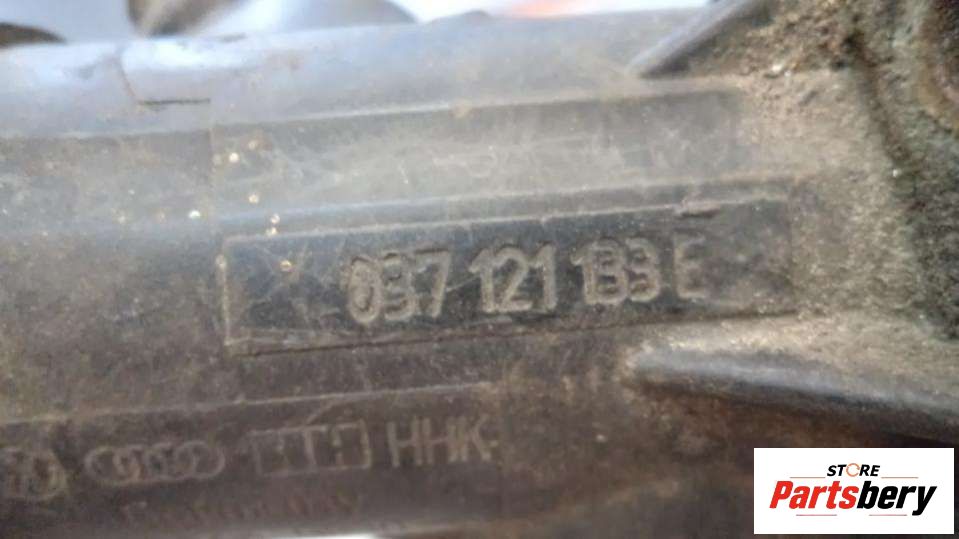 037 121 133 E
HHK
STORE
Partsbery